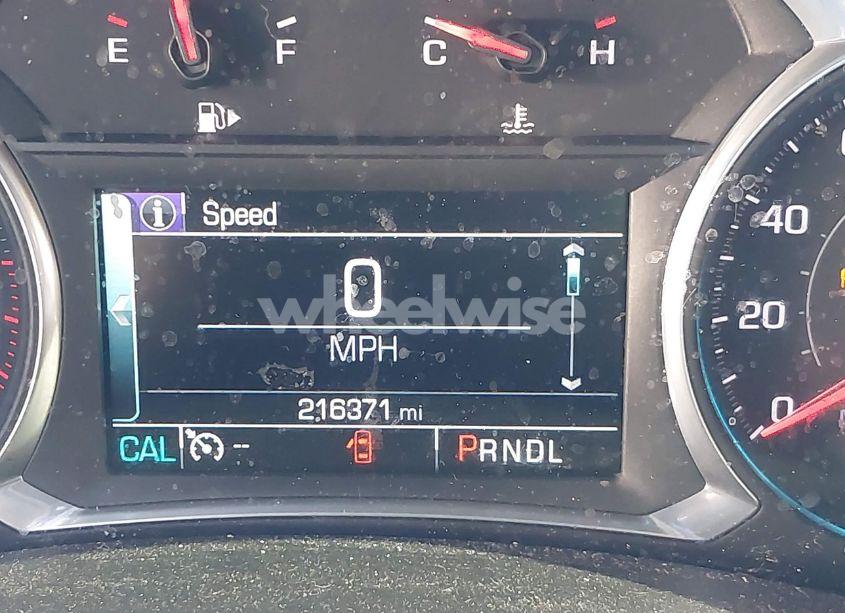 E F C H
Speed
0
MPH
216371 mi
CAL -- PRNDL
40
20
0
wheelwise